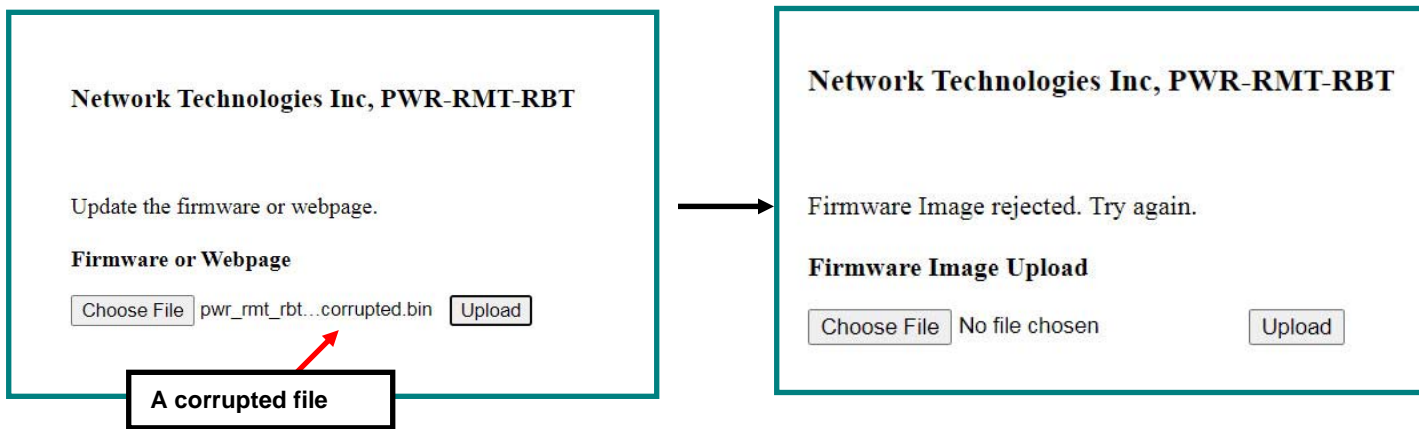 Network Technologies Inc, PWR-RMT-RBT
Update the firmware or webpage.
Firmware or Webpage
Choose File pwr_rmt_rbt…corrupted.bin Upload
A corrupted file
Network Technologies Inc, PWR-RMT-RBT
Firmware Image rejected. Try again.
Firmware Image Upload
Choose File No file chosen Upload